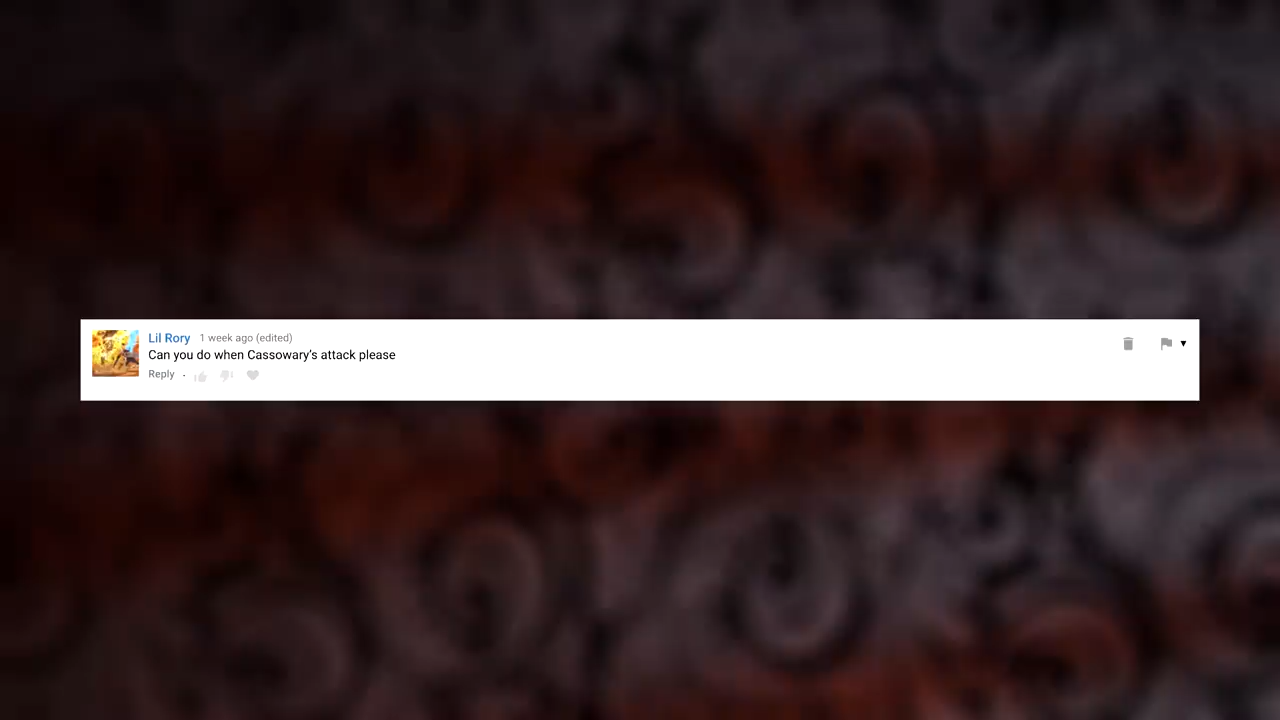 Lil Rory 1 week ago (edited)
Can you do when Cassowary's attack please
Reply